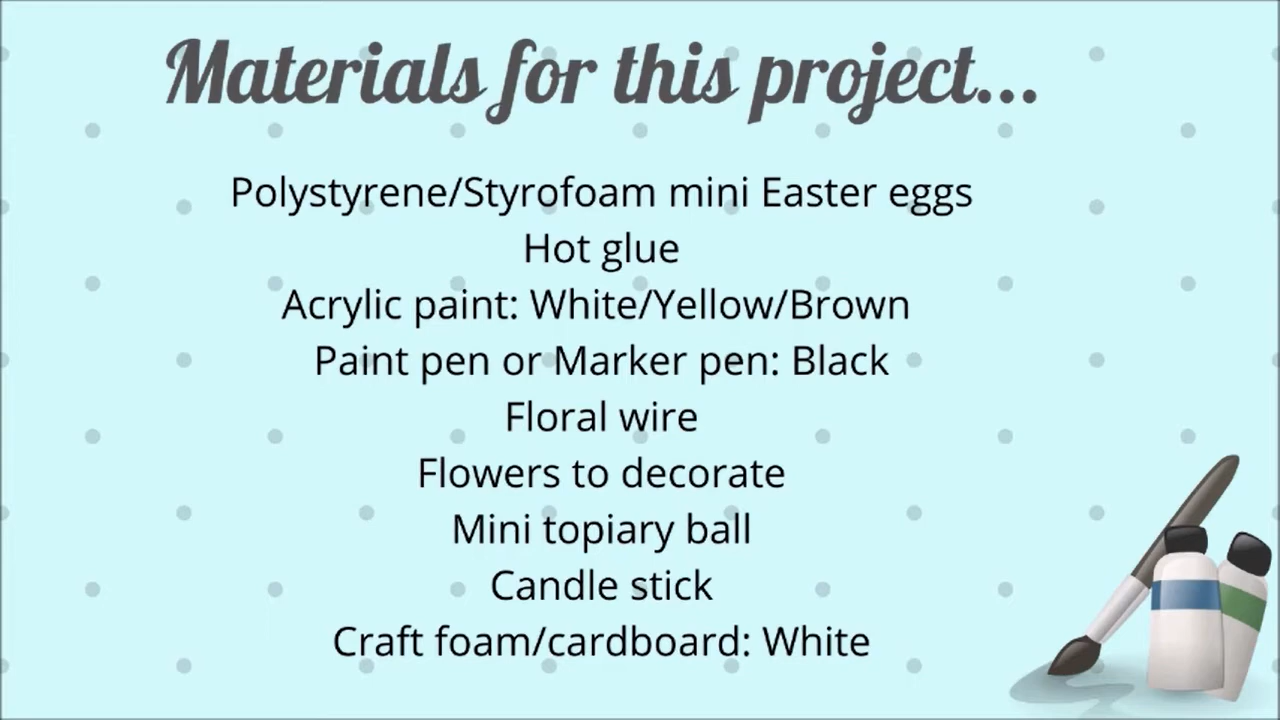 Materials for this project...
Polystyrene/Styrofoam mini Easter eggs
Hot glue
Acrylic paint: White/Yellow/Brown
Paint pen or Marker pen: Black
Floral wire
Flowers to decorate
Mini topiary ball
Candle stick
Craft foam/cardboard: White